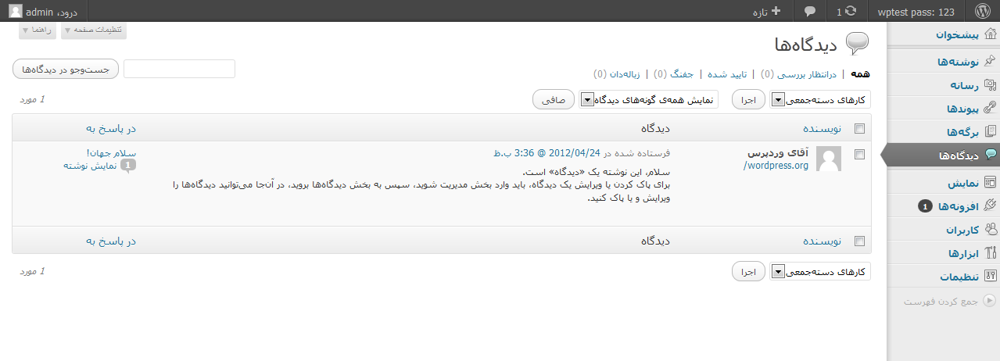 wptest pass: 123
1
تازه
درود، admin
تنظیمات صفحه
راهنما
پیشخوان
نوشته‌ها
رسانه
پیوندها
برگه‌ها
دیدگاه‌ها
نمایش
افزونه‌ها 1
کاربران
ابزارها
تنظیمات
جمع کردن فهرست
دیدگاه‌ها
همه | درانتظار بررسی (0) | تایید شده | جفنگ (0) | زباله‌دان (0)
جست‌وجو در دیدگاه‌ها
کارهای دسته‌جمعی اجرا نمایش همه‌ی گونه‌های دیدگاه صافی
1 مورد
نویسنده دیدگاه در پاسخ به
آقای وردپرس
wordpress.org/
فرستاده شده در 2012/04/24 @ 3:36 ب.ظ
سلام، این نوشته یک «دیدگاه» است.
برای پاک کردن یا ویرایش یک دیدگاه، باید وارد بخش مدیریت شوید، سپس به بخش دیدگاه‌ها بروید، در آن‌جا می‌توانید دیدگاه‌ها را
ویرایش و یا پاک کنید.
سلام جهان!
1 نمایش نوشته
نویسنده دیدگاه در پاسخ به
کارهای دسته‌جمعی اجرا
1 مورد